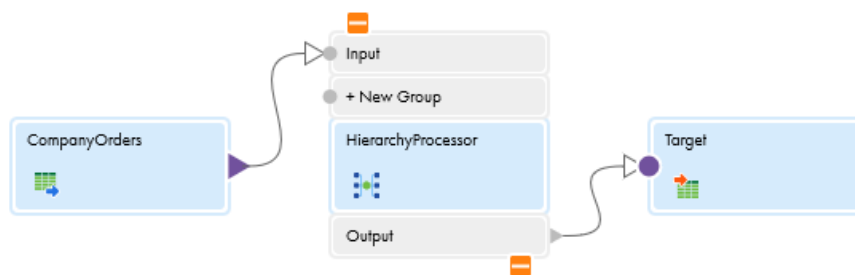 Input
+ New Group
CompanyOrders
HierarchyProcessor
Target
Output